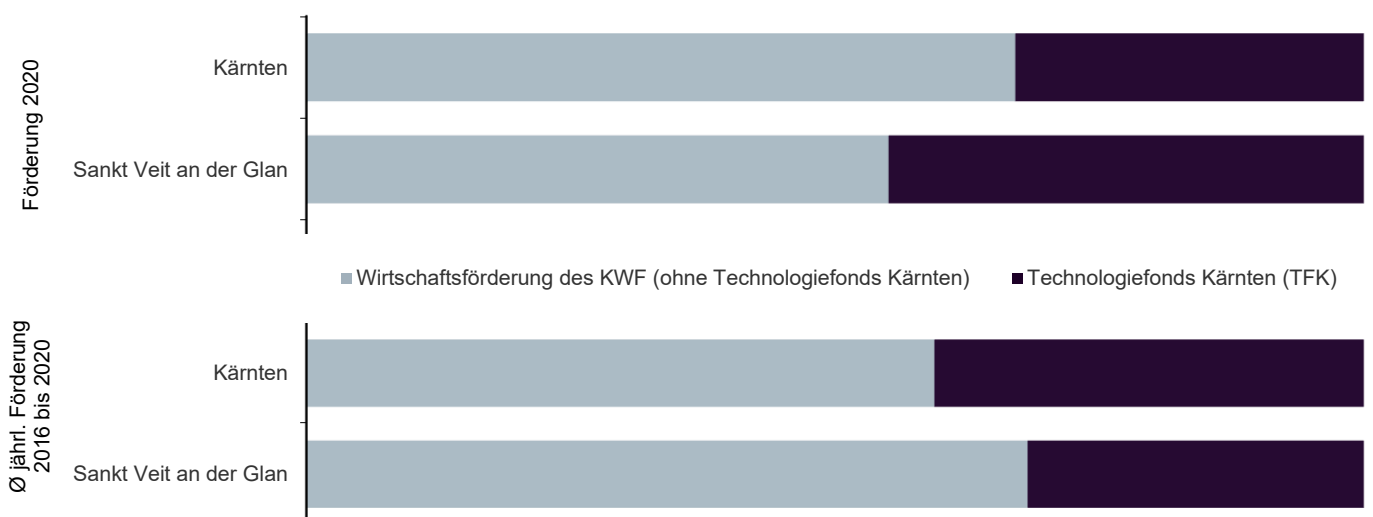 Förderung 2020
Kärnten
Sankt Veit an der Glan
Wirtschaftsförderung des KWF (ohne Technologiefonds Kärnten) Technologiefonds Kärnten (TFK)
Ø jährl. Förderung
2016 bis 2020
Kärnten
Sankt Veit an der Glan